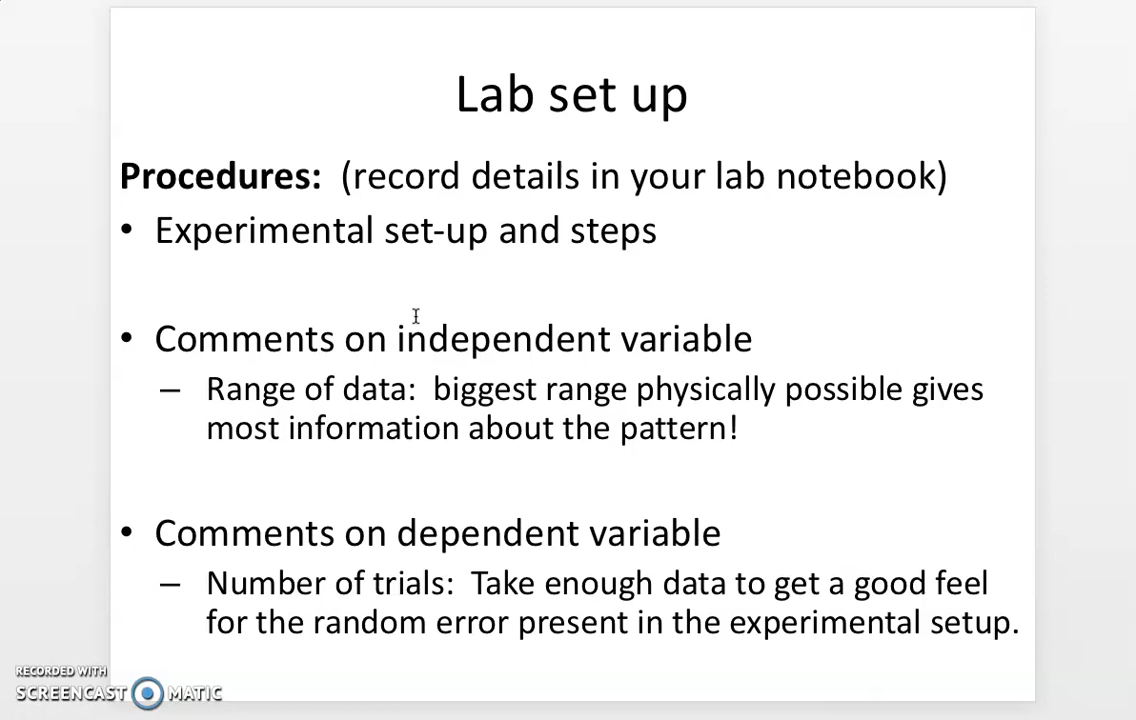 Lab set up
Procedures:  (record details in your lab notebook)
• Experimental set-up and steps
• Comments on independent variable
– Range of data:  biggest range physically possible gives
most information about the pattern!
• Comments on dependent variable
– Number of trials:  Take enough data to get a good feel
for the random error present in the experimental setup.
RECORDED WITH
SCREENCAST MATIC